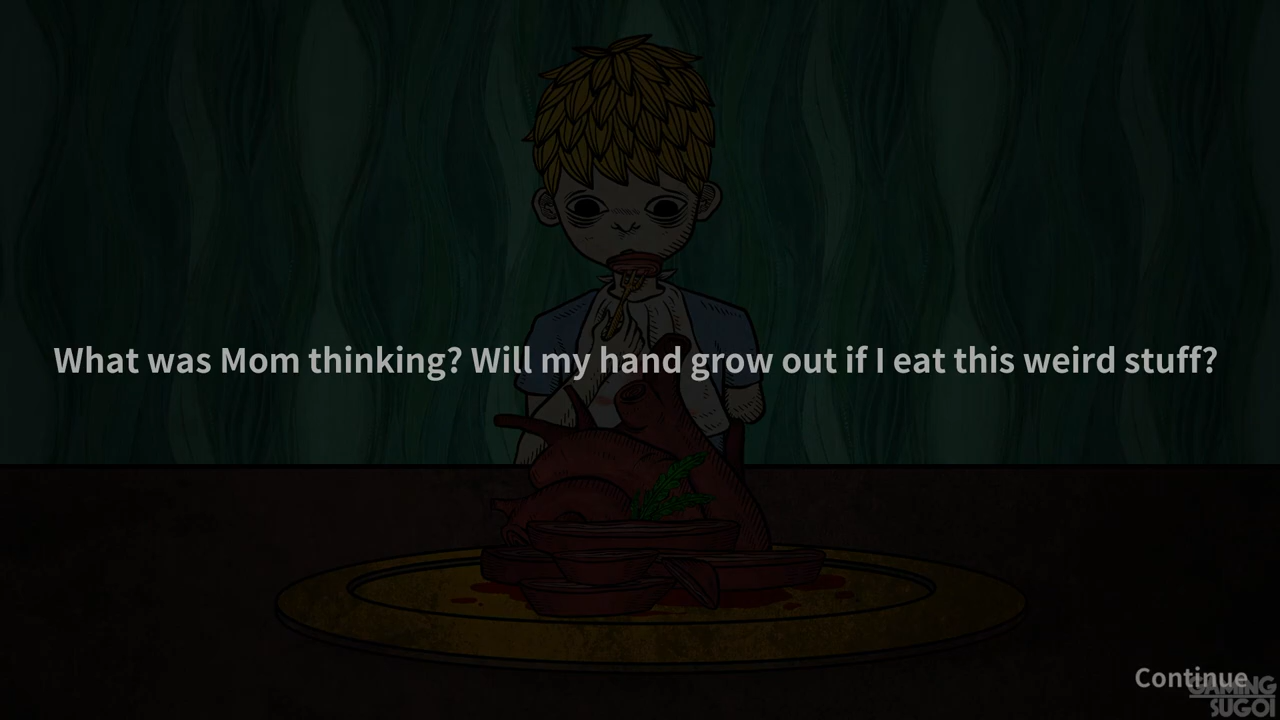 What was Mom thinking? Will my hand grow out if I eat this weird stuff?
Continue
GAMING
SUGOI